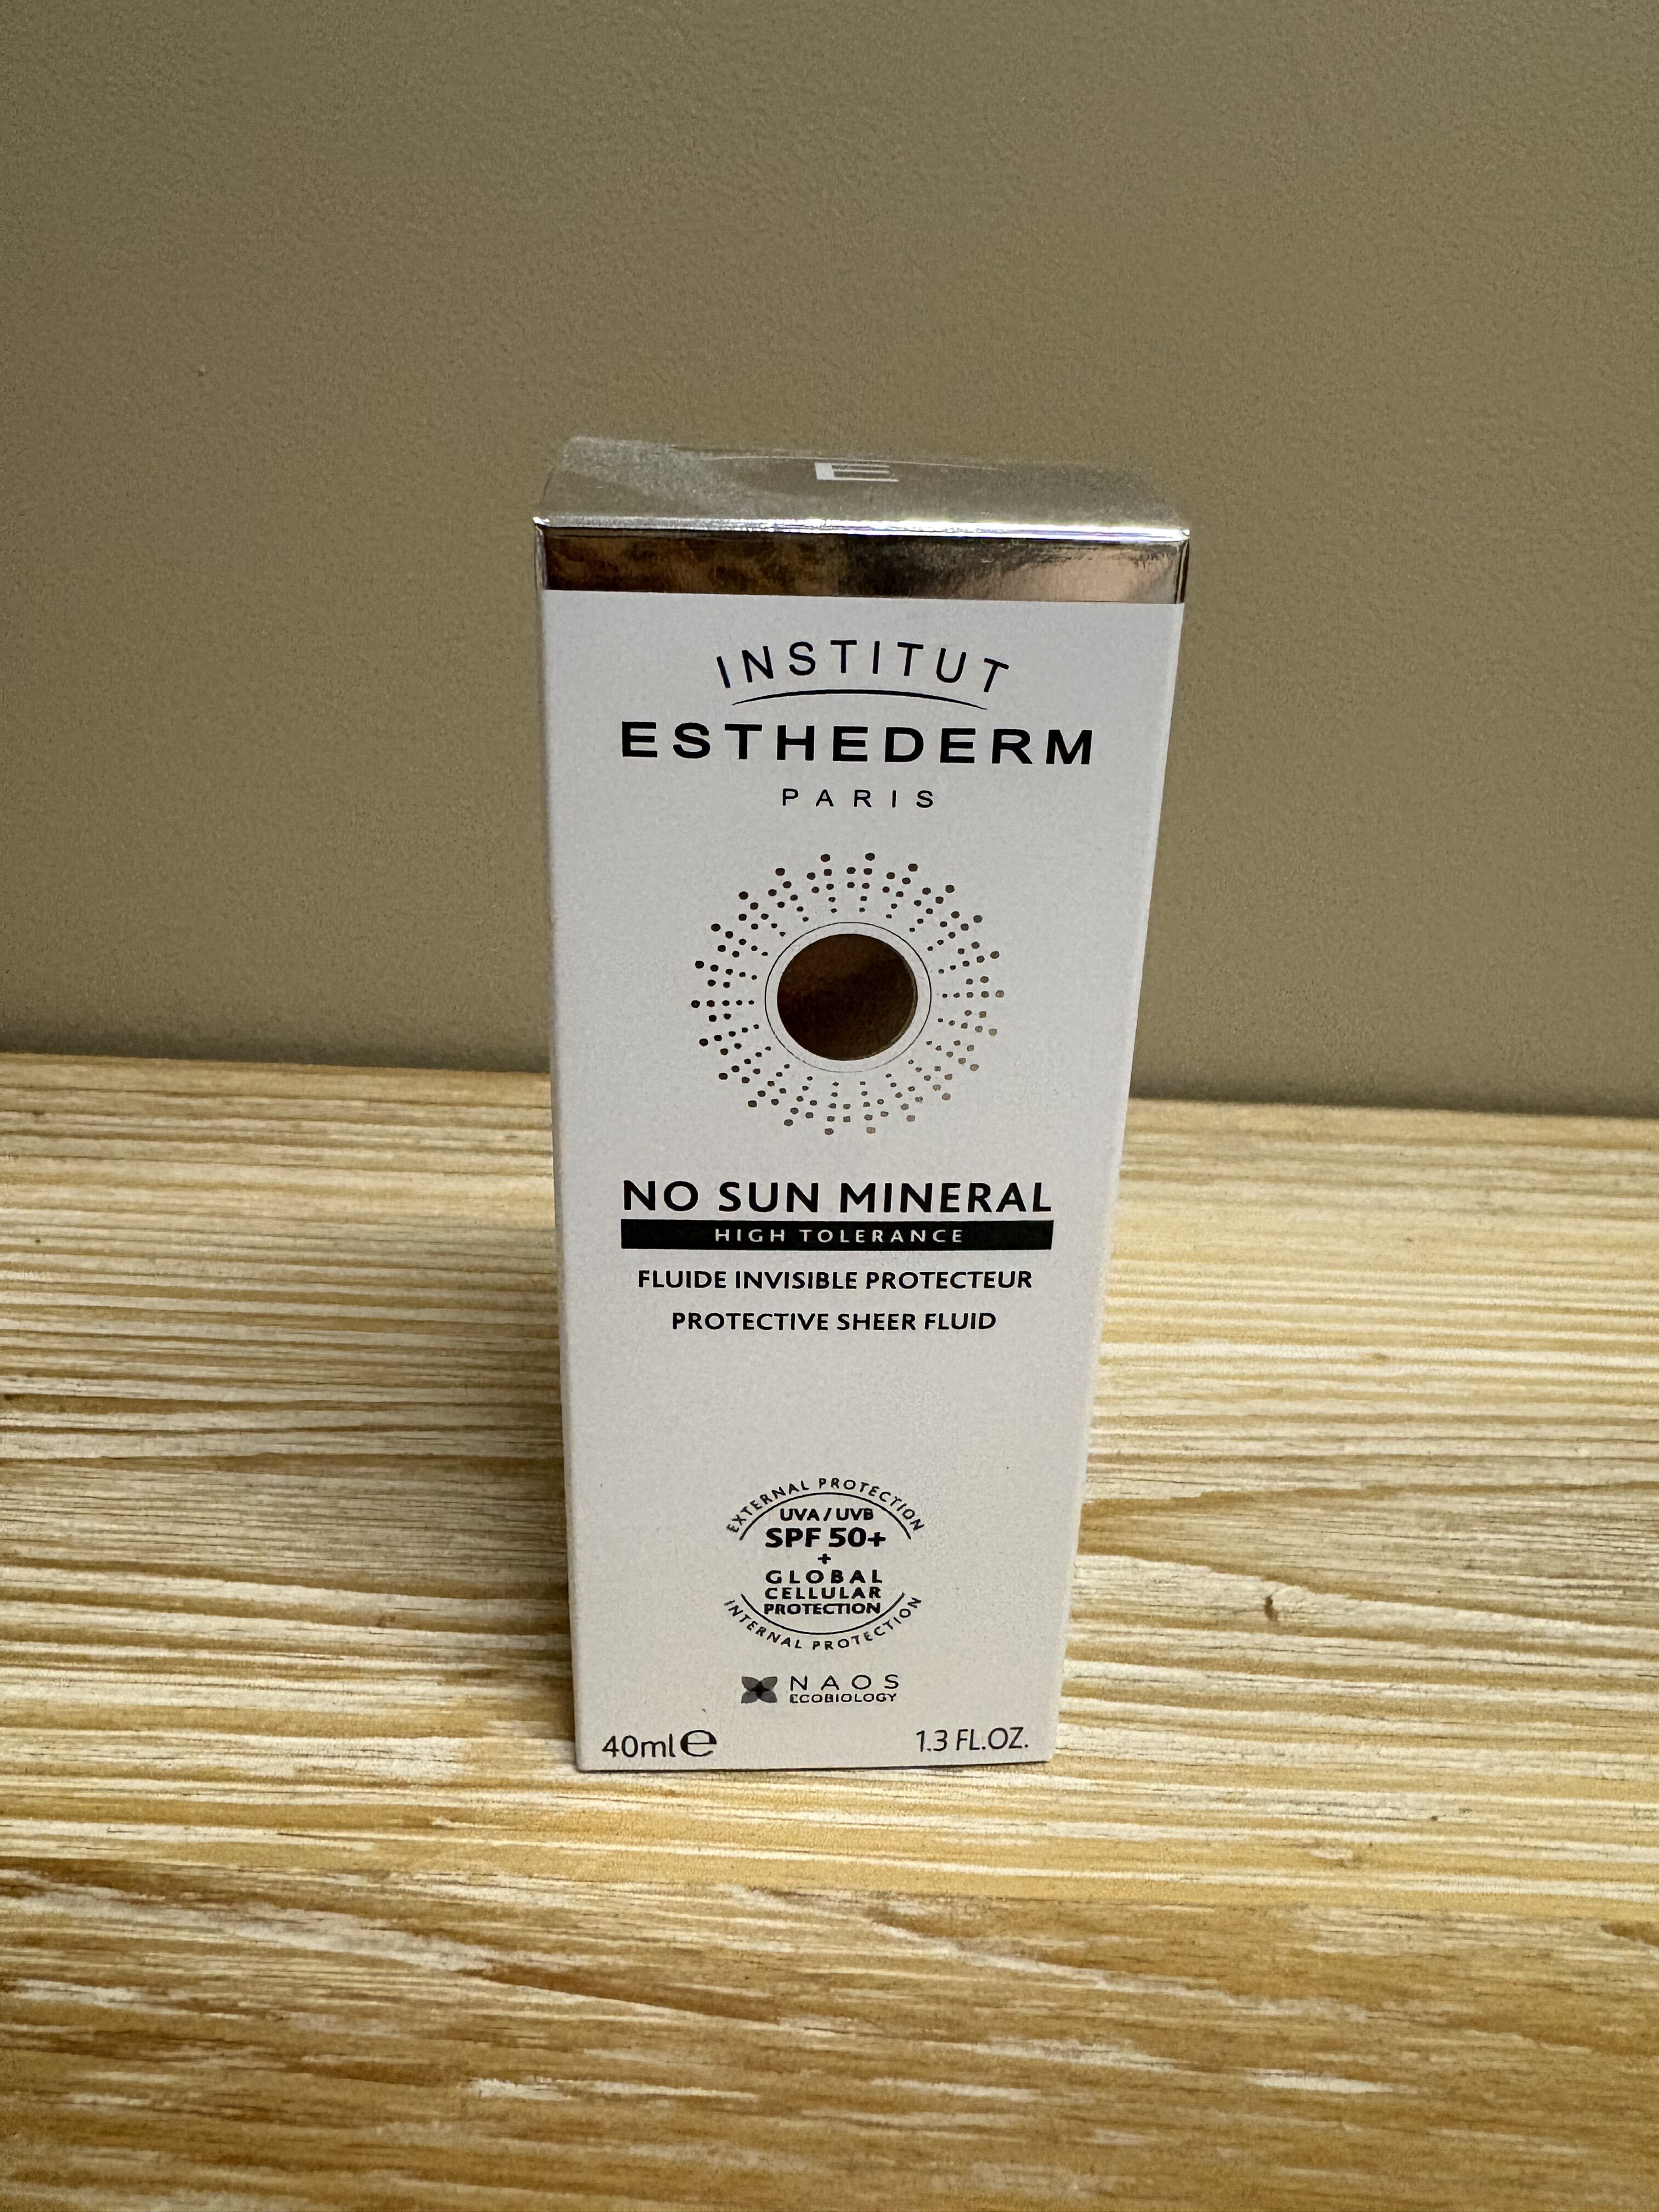 E
INSTITUT
ESTHEDERM
PARIS
NO SUN MINERAL
HIGH TOLERANCE
FLUIDE INVISIBLE PROTECTEUR
PROTECTIVE SHEER FLUID
EXTERNAL PROTECTION
UVA / UVB
SPF 50+
+
GLOBAL
CELLULAR
PROTECTION
INTERNAL PROTECTION
NAOS
ECOBIOLOGY
40ml e
1.3 FL.OZ.